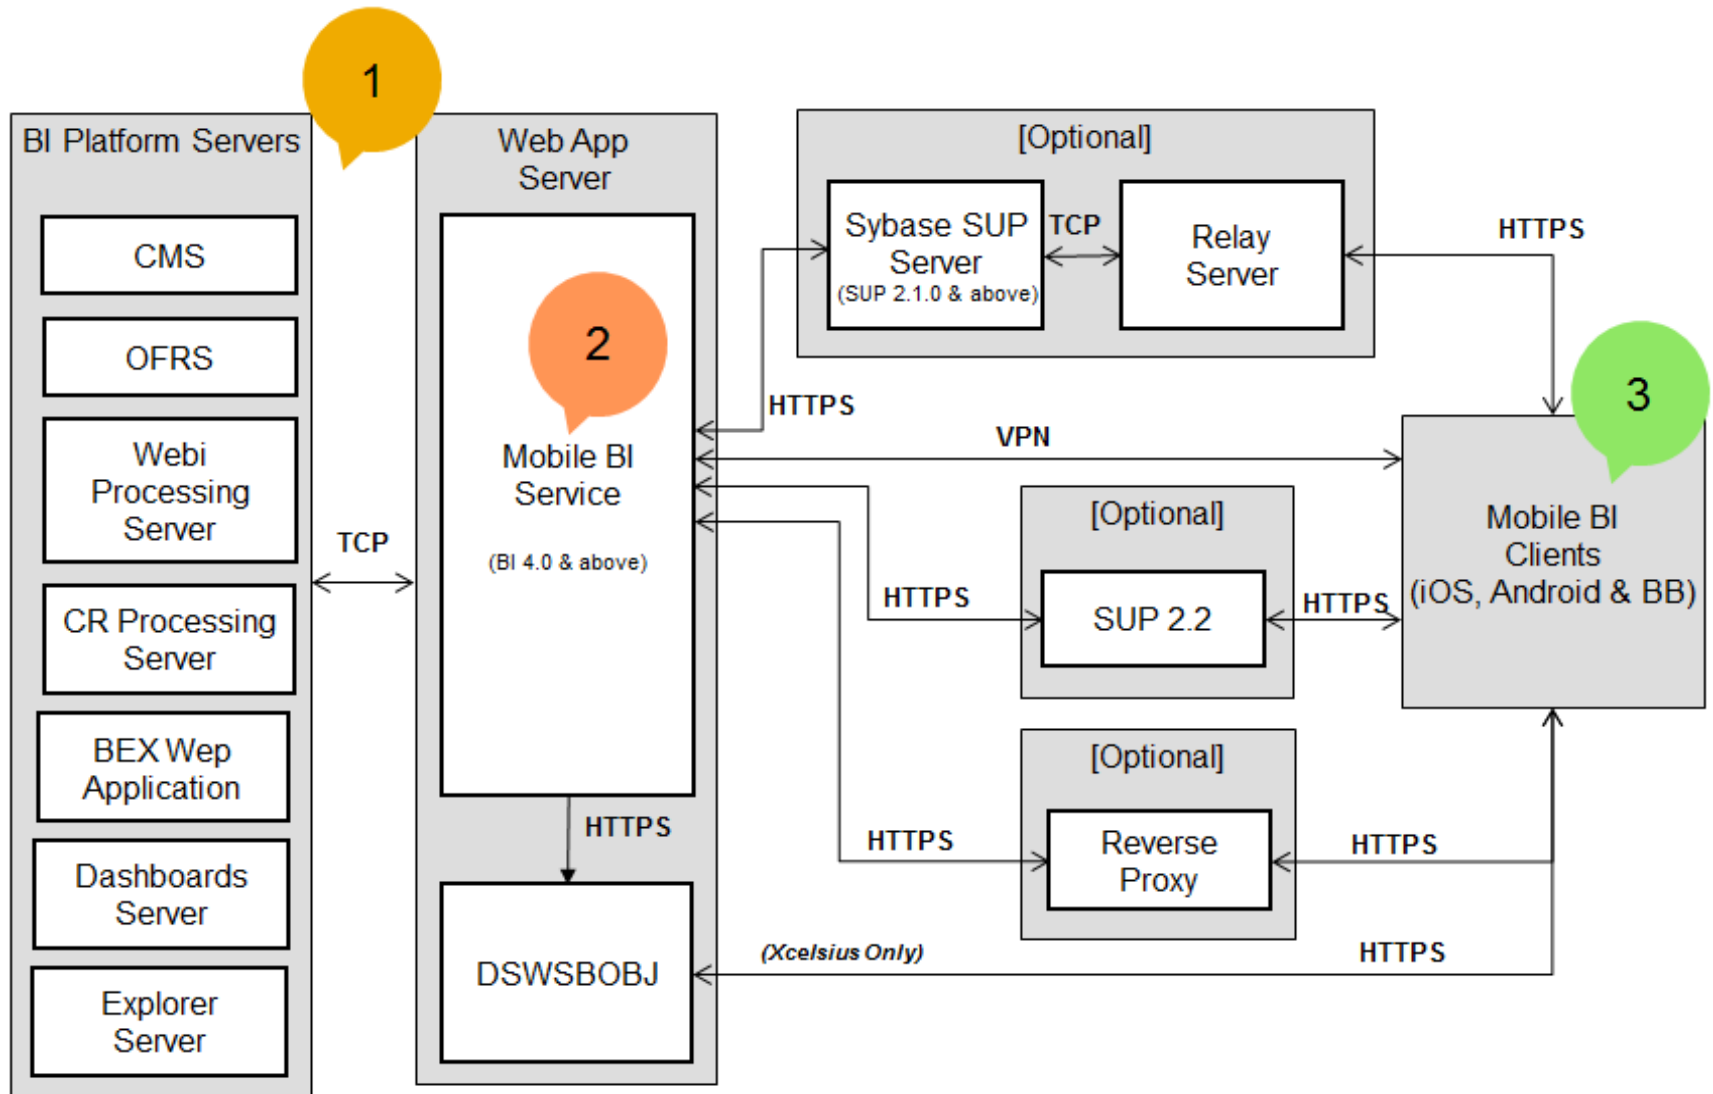 1
BI Platform Servers
CMS
OFRS
Webi
Processing
Server
CR Processing
Server
BEX Wep
Application
Dashboards
Server
Explorer
Server
TCP
Web App
Server
2
Mobile BI
Service
(BI 4.0 & above)
HTTPS
DSWSBOBJ
[Optional]
Sybase SUP
Server
(SUP 2.1.0 & above)
TCP
Relay
Server
HTTPS
HTTPS
VPN
[Optional]
HTTPS
SUP 2.2
HTTPS
[Optional]
HTTPS
Reverse
Proxy
HTTPS
(Xcelsius Only)
HTTPS
3
Mobile BI
Clients
(iOS, Android & BB)